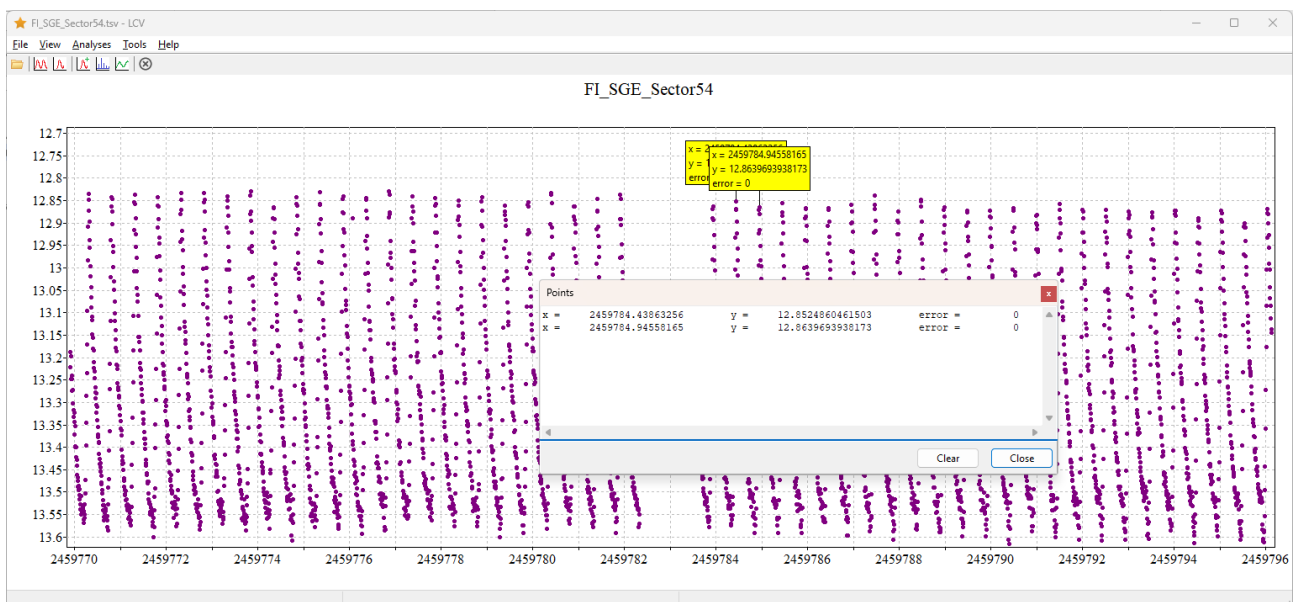 FI_SGE_Sector54.tsv - LCV
File View Analyses Tools Help
FI_SGE_Sector54
12.7
12.75
12.8
12.85
12.9
12.95
13
13.05
13.1
13.15
13.2
13.25
13.3
13.35
13.4
13.45
13.5
13.55
13.6
x = 2459784.94558165
y = 12.8639693938173
error = 0
x = 2
y = 1
error
Points
x = 2459784.43863256 y = 12.8524860461503 error = 0
x = 2459784.94558165 y = 12.8639693938173 error = 0
Clear Close
2459770 2459772 2459774 2459776 2459778 2459780 2459782 2459784 2459786 2459788 2459790 2459792 2459794 2459796